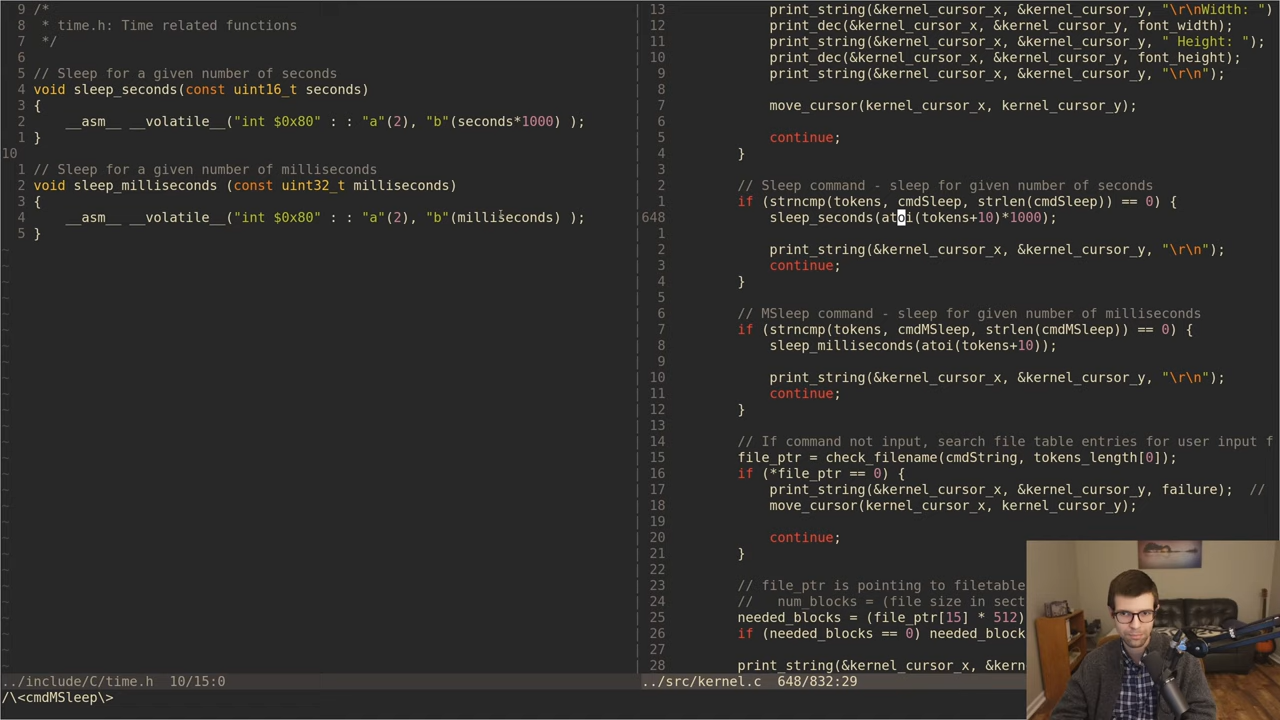 9 /*
8  * time.h: Time related functions
7  */
6
5 // Sleep for a given number of seconds
4 void sleep_seconds(const uint16_t seconds)
3 {
2     __asm__ __volatile__("int $0x80" : : "a"(2), "b"(seconds*1000) );
1 }
10
1 // Sleep for a given number of milliseconds
2 void sleep_milliseconds (const uint32_t milliseconds)
3 {
4     __asm__ __volatile__("int $0x80" : : "a"(2), "b"(milliseconds) );
5 }
../include/C/time.h  10/15:0
13 print_string(&kernel_cursor_x, &kernel_cursor_y, "\r\nWidth: ")
12 print_dec(&kernel_cursor_x, &kernel_cursor_y, font_width);
11 print_string(&kernel_cursor_x, &kernel_cursor_y, " Height: ");
10 print_dec(&kernel_cursor_x, &kernel_cursor_y, font_height);
9 print_string(&kernel_cursor_x, &kernel_cursor_y, "\r\n");
8
7 move_cursor(kernel_cursor_x, kernel_cursor_y);
6
5 continue;
4 }
3
2 // Sleep command - sleep for given number of seconds
1 if (strncmp(tokens, cmdSleep, strlen(cmdSleep)) == 0) {
648 sleep_seconds(atoi(tokens+10)*1000);
1
2 print_string(&kernel_cursor_x, &kernel_cursor_y, "\r\n");
3 continue;
4 }
5
6 // MSleep command - sleep for given number of milliseconds
7 if (strncmp(tokens, cmdMSleep, strlen(cmdMSleep)) == 0) {
8 sleep_milliseconds(atoi(tokens+10));
9
10 print_string(&kernel_cursor_x, &kernel_cursor_y, "\r\n");
11 continue;
12 }
13
14 // If command not input, search file table entries for user input f
15 file_ptr = check_filename(cmdString, tokens_length[0]);
16 if (*file_ptr == 0) {
17 print_string(&kernel_cursor_x, &kernel_cursor_y, failure);  //
18 move_cursor(kernel_cursor_x, kernel_cursor_y);
19
20 continue;
21 }
22
23 // file_ptr is pointing to filetable
24 //   num_blocks = (file size in sect
25 needed_blocks = (file_ptr[15] * 512)
26 if (needed_blocks == 0) needed_block
27
28 print_string(&kernel_cursor_x, &kern
../src/kernel.c  648/832:29
/\<cmdMSleep\>